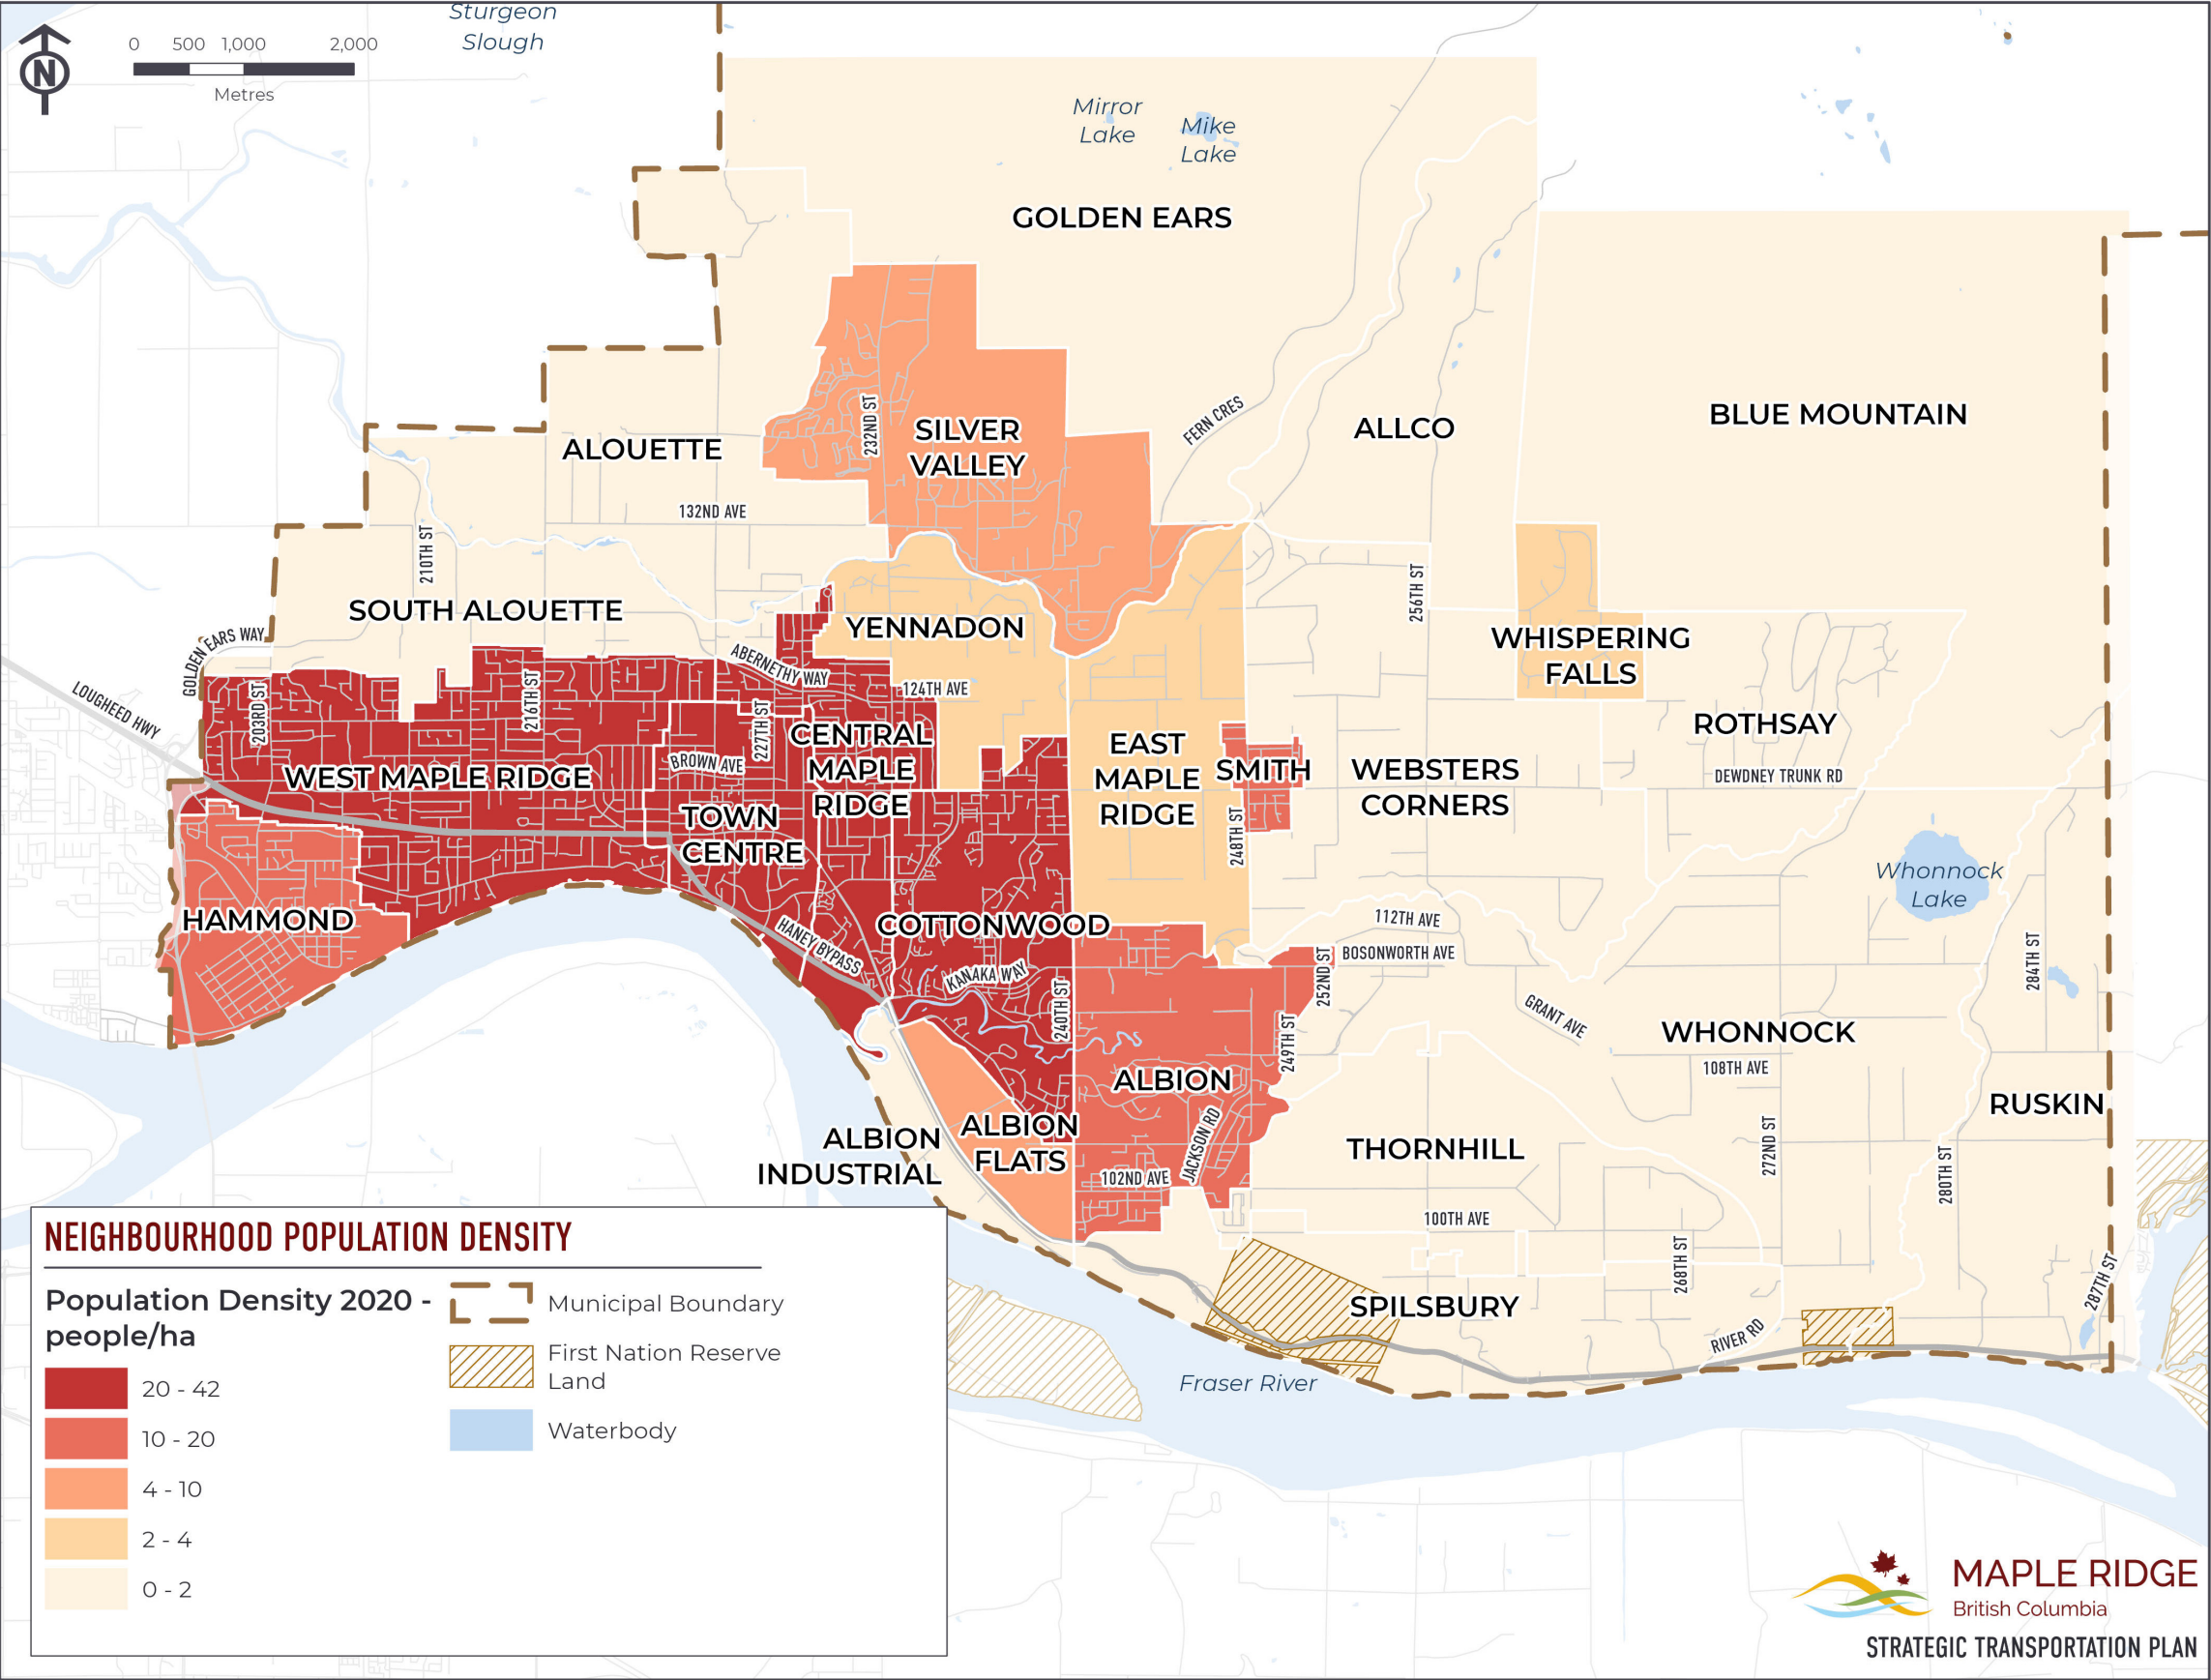 Sturgeon
Slough
0 500 1,000 2,000
Metres
N
Mirror
Lake
Mike
Lake
GOLDEN EARS
BLUE MOUNTAIN
ALLCO
FERN CRES
SILVER
VALLEY
232ND ST
ALOUETTE
132ND AVE
210TH ST
SOUTH ALOUETTE
YENNADON
256TH ST
WHISPERING
FALLS
GOLDEN EARS WAY
LOUGHEED HWY
203RD ST
216TH ST
ABERNETHY WAY
124TH AVE
227TH ST
BROWN AVE
CENTRAL
MAPLE
RIDGE
WEST MAPLE RIDGE
TOWN
CENTRE
EAST
MAPLE
RIDGE
SMITH
248TH ST
WEBSTERS
CORNERS
ROTHSAY
DEWDNEY TRUNK RD
Whonnock
Lake
HAMMOND
COTTONWOOD
HANEY BYPASS
KANAKA WAY
240TH ST
112TH AVE
BOSONWORTH AVE
252ND ST
249TH ST
GRANT AVE
284TH ST
WHONNOCK
108TH AVE
ALBION
JACKSON RD
102ND AVE
RUSKIN
272ND ST
280TH ST
ALBION
INDUSTRIAL
ALBION
FLATS
THORNHILL
100TH AVE
268TH ST
287TH ST
SPILSBURY
RIVER RD
Fraser River
NEIGHBOURHOOD POPULATION DENSITY
Population Density 2020 -
people/ha
20 - 42
10 - 20
4 - 10
2 - 4
0 - 2
Municipal Boundary
First Nation Reserve
Land
Waterbody
MAPLE RIDGE
British Columbia
STRATEGIC TRANSPORTATION PLAN